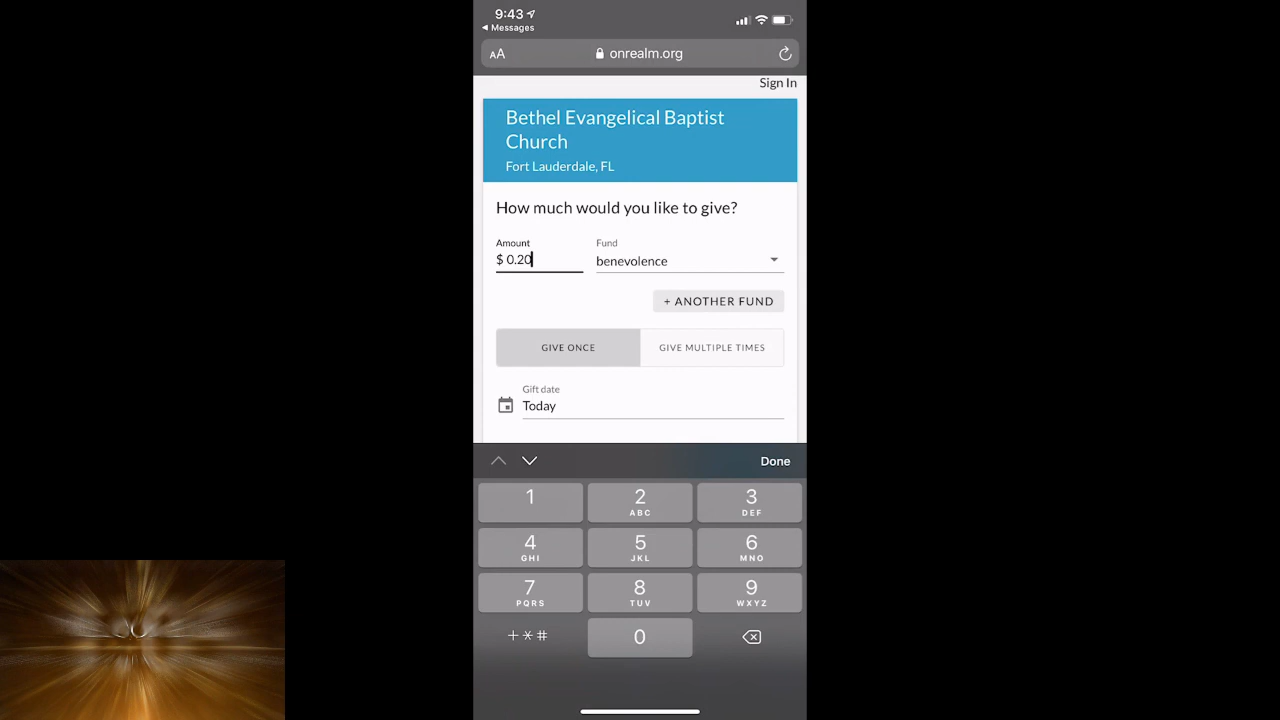 9:43
Messages
AA
onrealm.org
Sign In
Bethel Evangelical Baptist
Church
Fort Lauderdale, FL
How much would you like to give?
Amount
Fund
$ 0.20
benevolence
+ ANOTHER FUND
GIVE ONCE
GIVE MULTIPLE TIMES
Gift date
Today
Done
1
2
ABC
3
DEF
4
GHI
5
JKL
6
MNO
7
PQRS
8
TUV
9
WXYZ
+*#
0